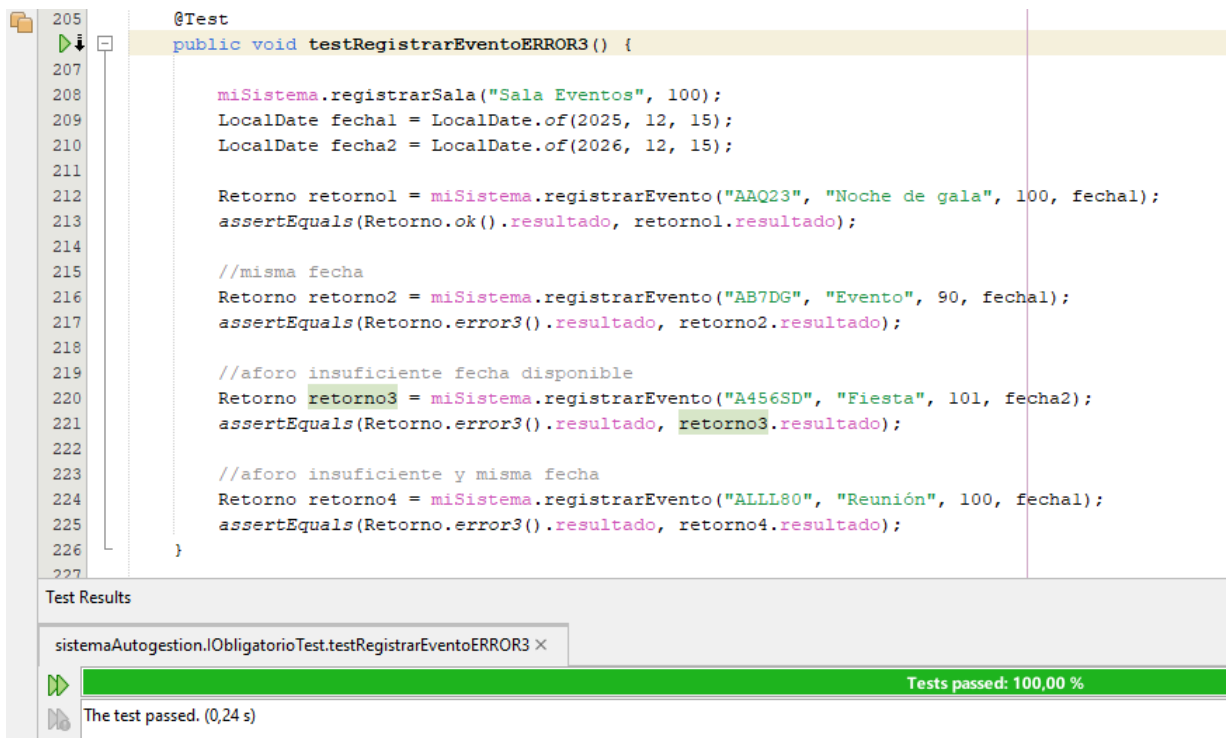 205 @Test
public void testRegistrarEventoERROR3() {
207
208 miSistema.registrarSala("Sala Eventos", 100);
209 LocalDate fecha1 = LocalDate.of(2025, 12, 15);
210 LocalDate fecha2 = LocalDate.of(2026, 12, 15);
211
212 Retorno retorno1 = miSistema.registrarEvento("AAQ23", "Noche de gala", 100, fecha1);
213 assertEquals(Retorno.ok().resultado, retorno1.resultado);
214
215 //misma fecha
216 Retorno retorno2 = miSistema.registrarEvento("AB7DG", "Evento", 90, fecha1);
217 assertEquals(Retorno.error3().resultado, retorno2.resultado);
218
219 //aforo insuficiente fecha disponible
220 Retorno retorno3 = miSistema.registrarEvento("A456SD", "Fiesta", 101, fecha2);
221 assertEquals(Retorno.error3().resultado, retorno3.resultado);
222
223 //aforo insuficiente y misma fecha
224 Retorno retorno4 = miSistema.registrarEvento("ALLL80", "Reunión", 100, fecha1);
225 assertEquals(Retorno.error3().resultado, retorno4.resultado);
226 }
227
Test Results
sistemaAutogestion.IObligatorioTest.testRegistrarEventoERROR3 ×
Tests passed: 100,00 %
The test passed. (0,24 s)